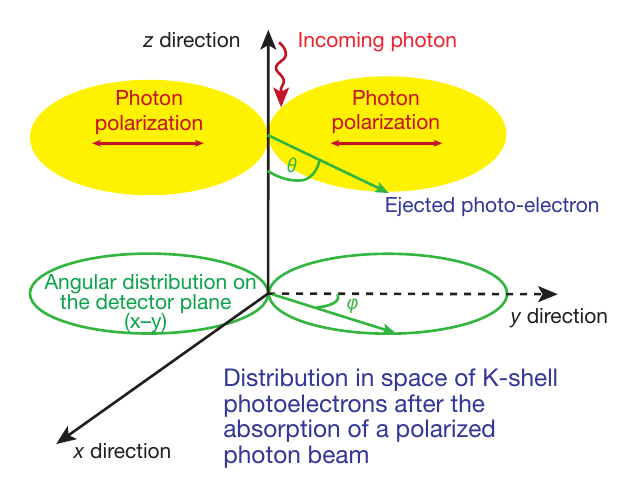 z direction
Incoming photon
Photon
polarization
Photon
polarization
θ
Ejected photo-electron
Angular distribution on
the detector plane
(x–y)
φ
y direction
x direction
Distribution in space of K-shell
photoelectrons after the
absorption of a polarized
photon beam